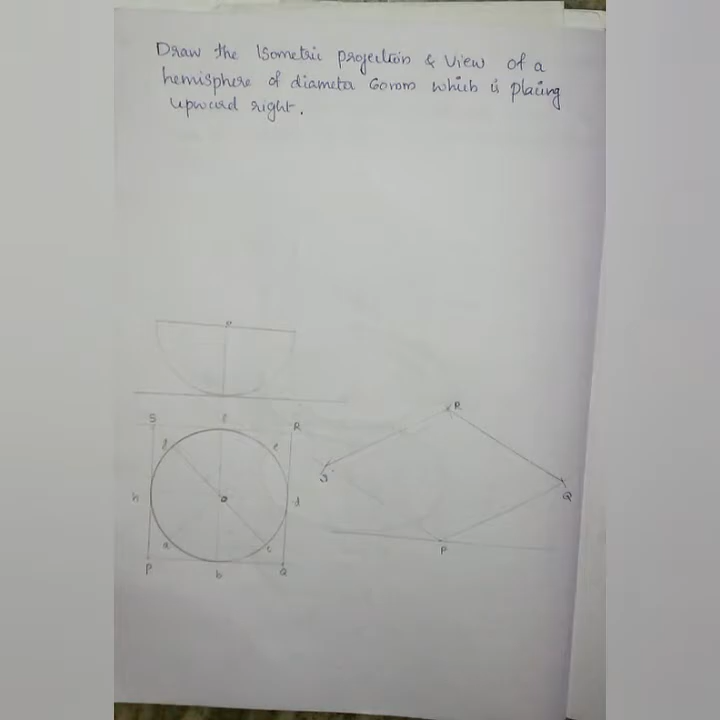 Draw the Isometric projection & View of a
hemisphere of diameter 60mm which is placing
upward right.
P
S
R
e
h
o
d
a
c
P
b
Q
R
S
Q
P